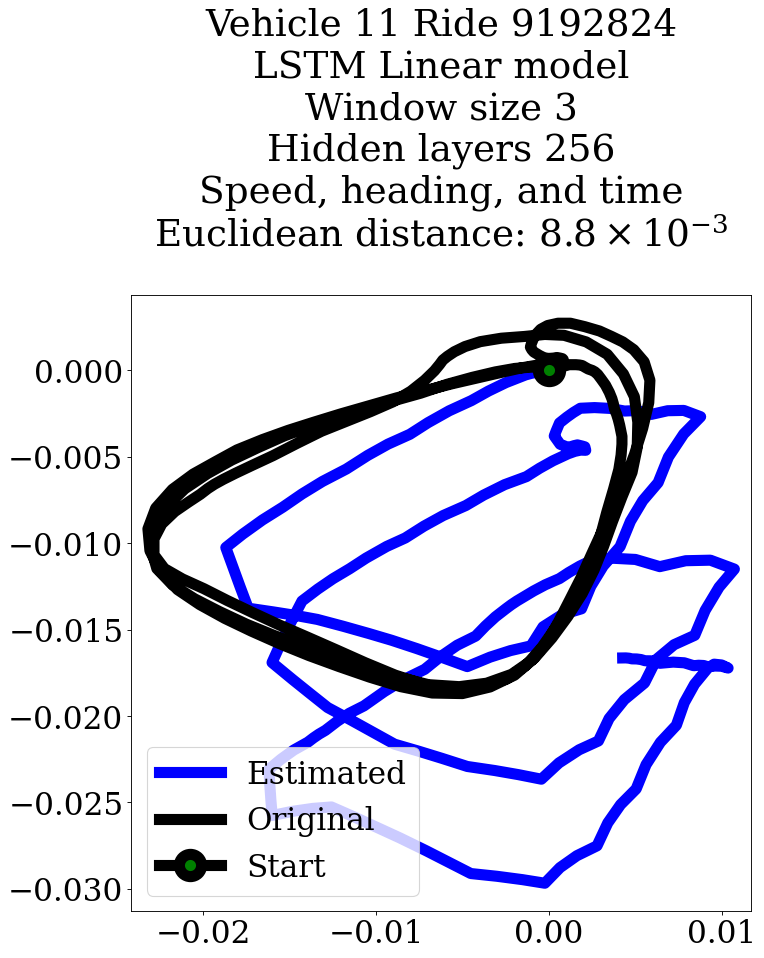 Vehicle 11 Ride 9192824
LSTM Linear model
Window size 3
Hidden layers 256
Speed, heading, and time
Euclidean distance: 8.8 × 10⁻³
0.000
−0.005
−0.010
−0.015
−0.020
−0.025
−0.030
Estimated
Original
Start
−0.02
−0.01
0.00
0.01